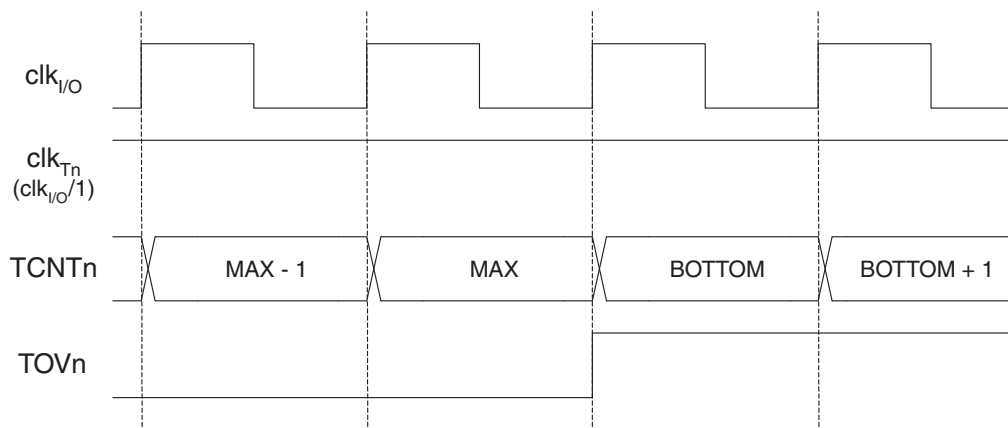 clkI/O
clkTn
(clkI/O/1)
TCNTn
MAX - 1
MAX
BOTTOM
BOTTOM + 1
TOVn